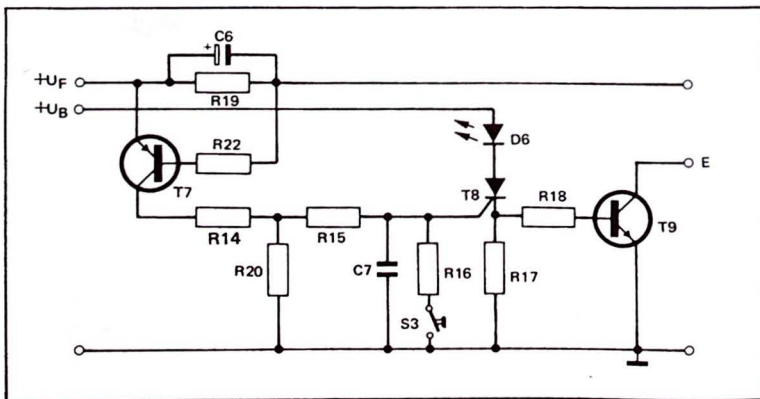 C6
+
+UF
R19
+UB
D6
R22
T7
T8
R18
E
T9
R14
R15
R20
C7
R16
R17
S3